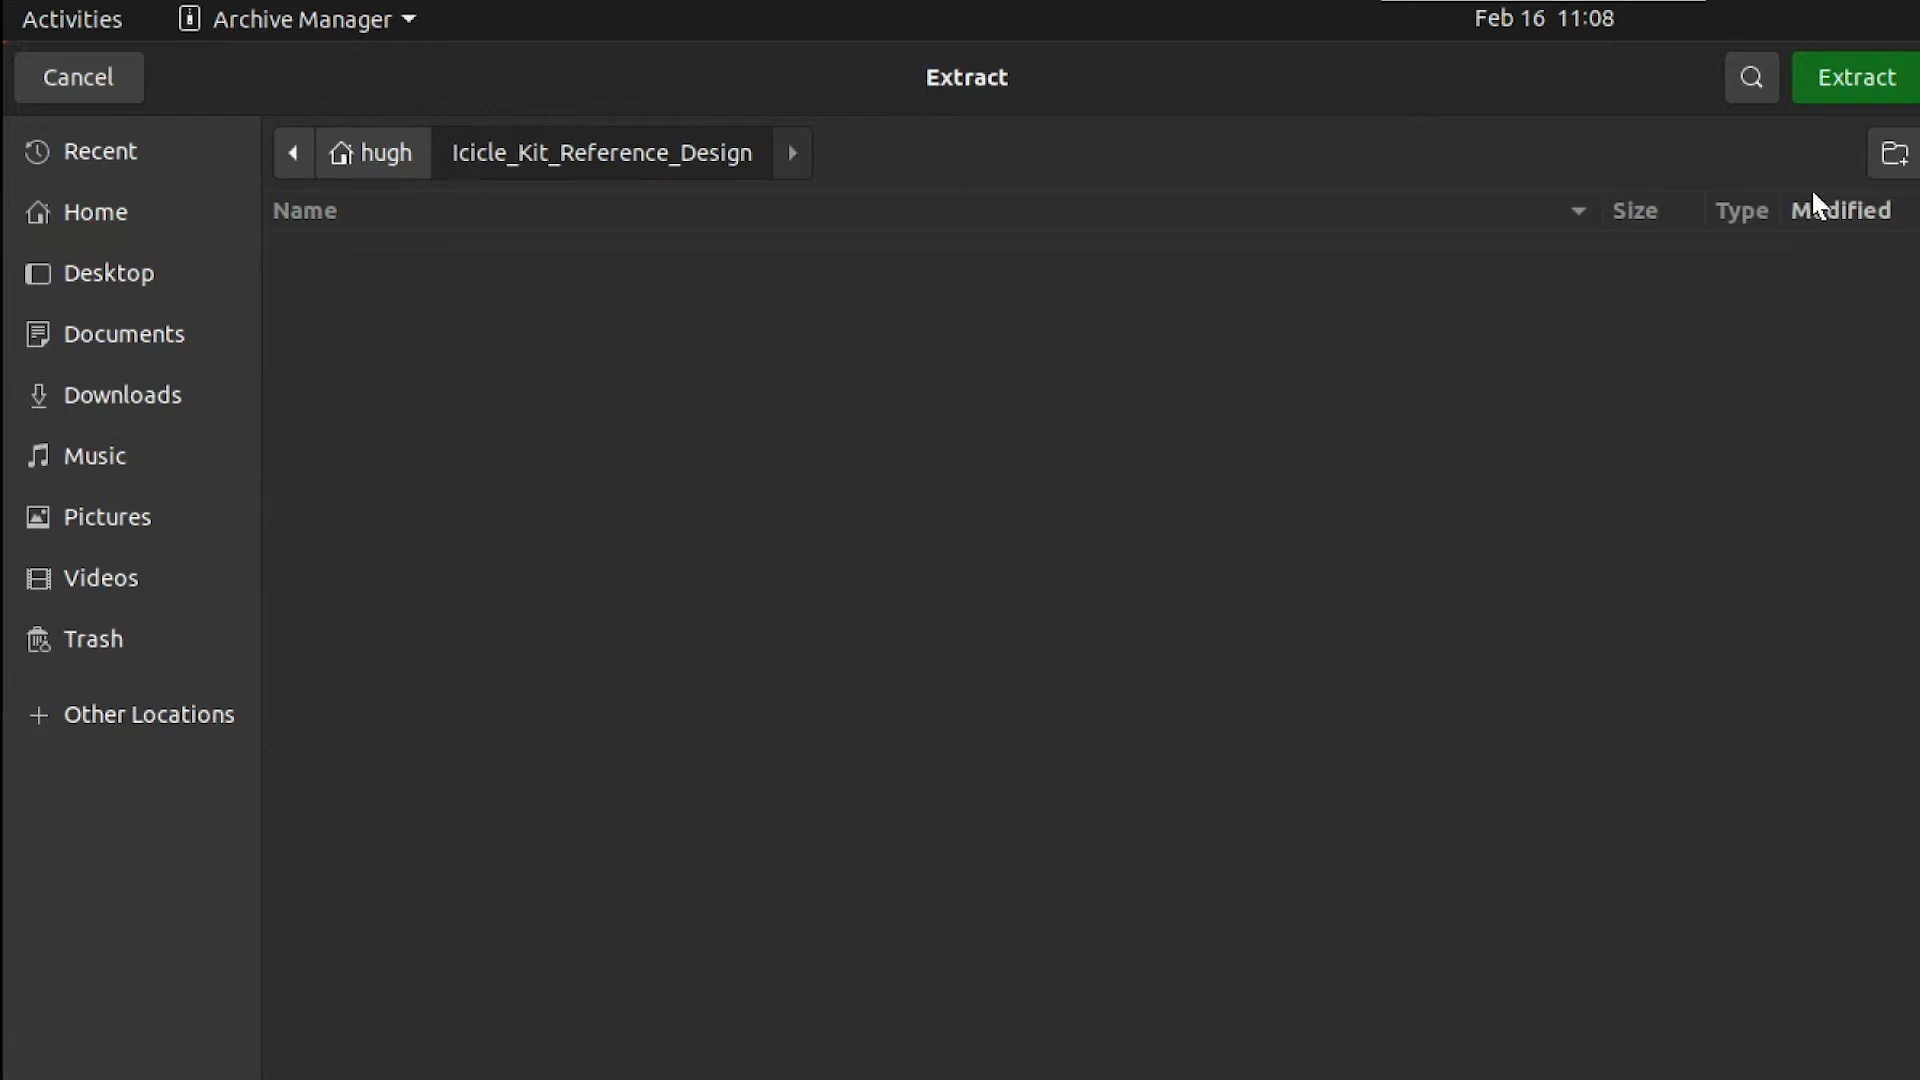 Activities
Archive Manager
Feb 16 11:08
Cancel
Extract
Extract
Recent
hugh
Icicle_Kit_Reference_Design
Name
Size
Type
Modified
Home
Desktop
Documents
Downloads
Music
Pictures
Videos
Trash
Other Locations